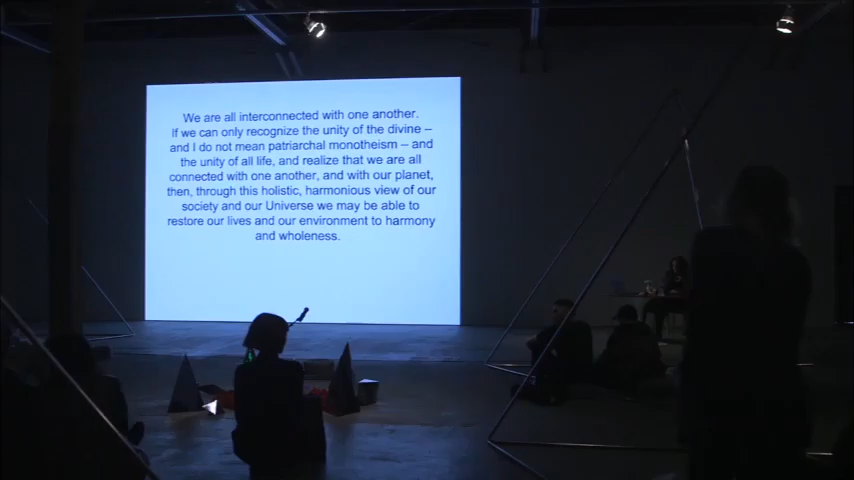 We are all interconnected with one another.
If we can only recognize the unity of the divine –
and I do not mean patriarchal monotheism – and
the unity of all life, and realize that we are all
connected with one another, and with our planet,
then, through this holistic, harmonious view of our
society and our Universe we may be able to
restore our lives and our environment to harmony
and wholeness.